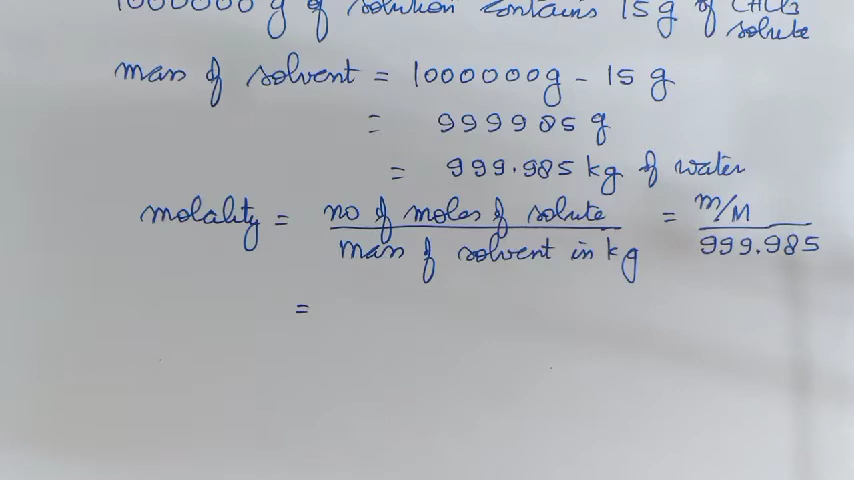 1000000 g of solution contains 15 g of CHCl3
solute
mass of solvent = 1000000g - 15 g
= 999985 g
= 999.985 kg of water
molality = no of moles of solute / mass of solvent in kg = m/M / 999.985
=